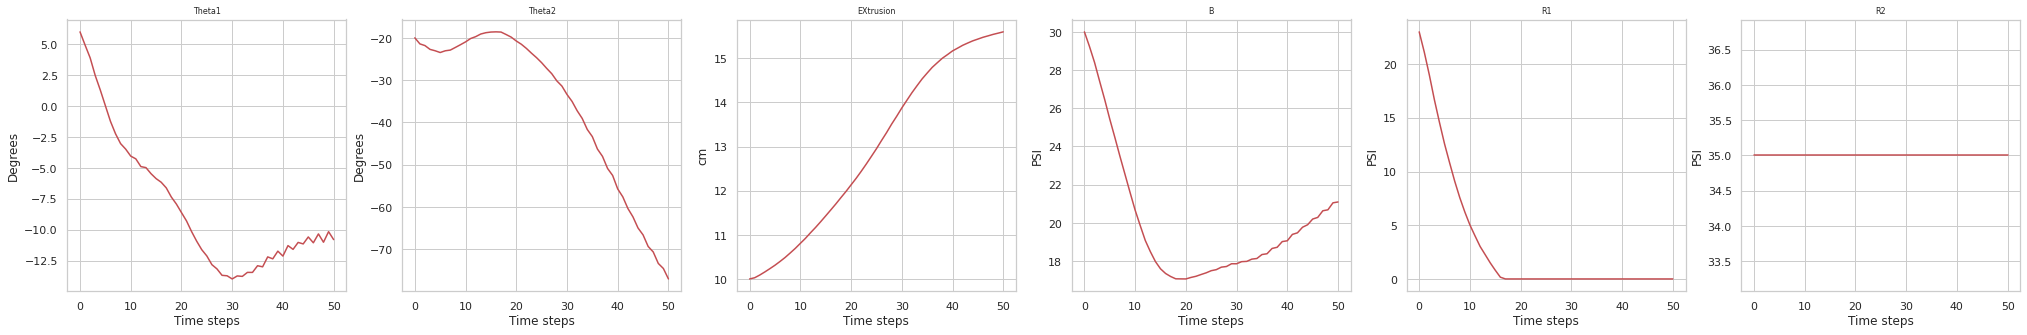 Theta1
5.0
2.5
0.0
−2.5
−5.0
−7.5
−10.0
−12.5
Degrees
0 10 20 30 40 50
Time steps
Theta2
−20
−30
−40
−50
−60
−70
Degrees
0 10 20 30 40 50
Time steps
EXtrusion
15
14
13
12
11
10
cm
0 10 20 30 40 50
Time steps
B
30
28
26
24
22
20
18
PSI
0 10 20 30 40 50
Time steps
R1
20
15
10
5
0
PSI
0 10 20 30 40 50
Time steps
R2
36.5
36.0
35.5
35.0
34.5
34.0
33.5
PSI
0 10 20 30 40 50
Time steps